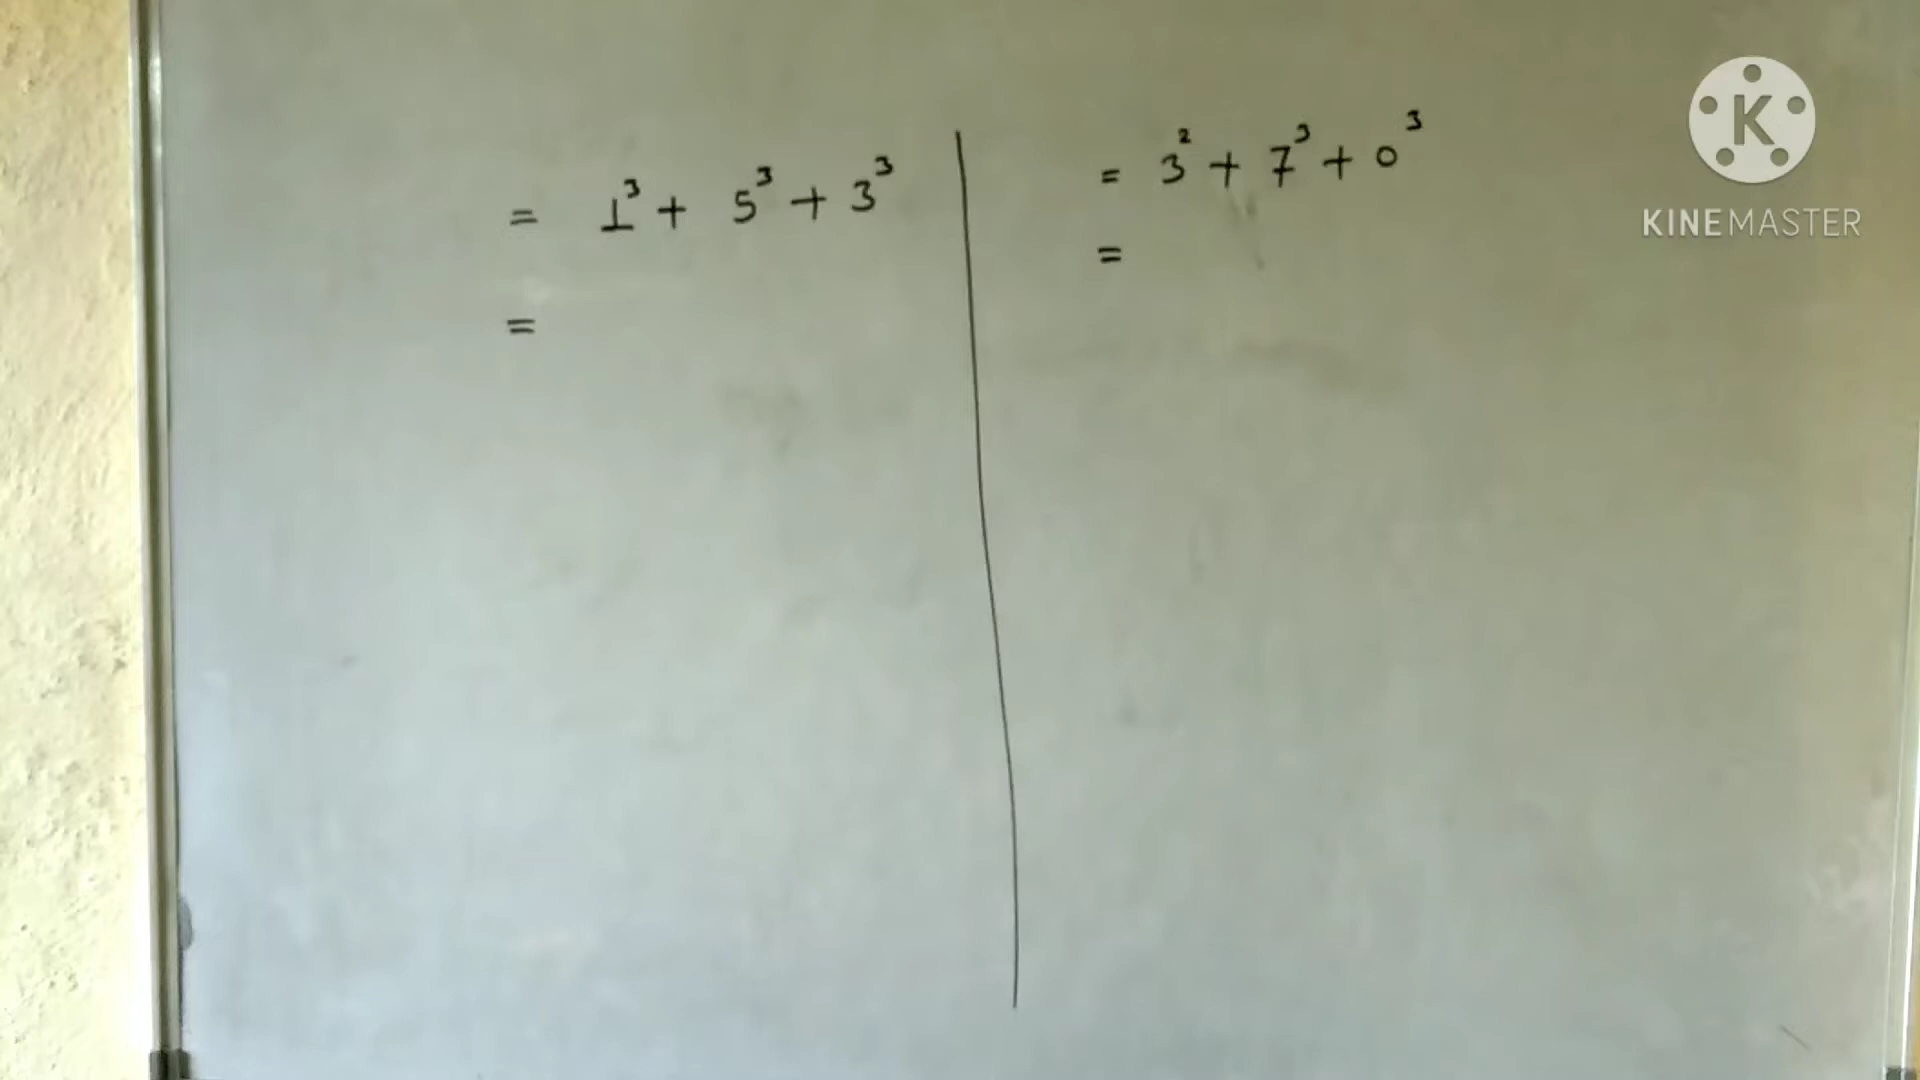 = 1³ + 5³ + 3³
=
= 3² + 7³ + 0³
=
K
KINEMASTER